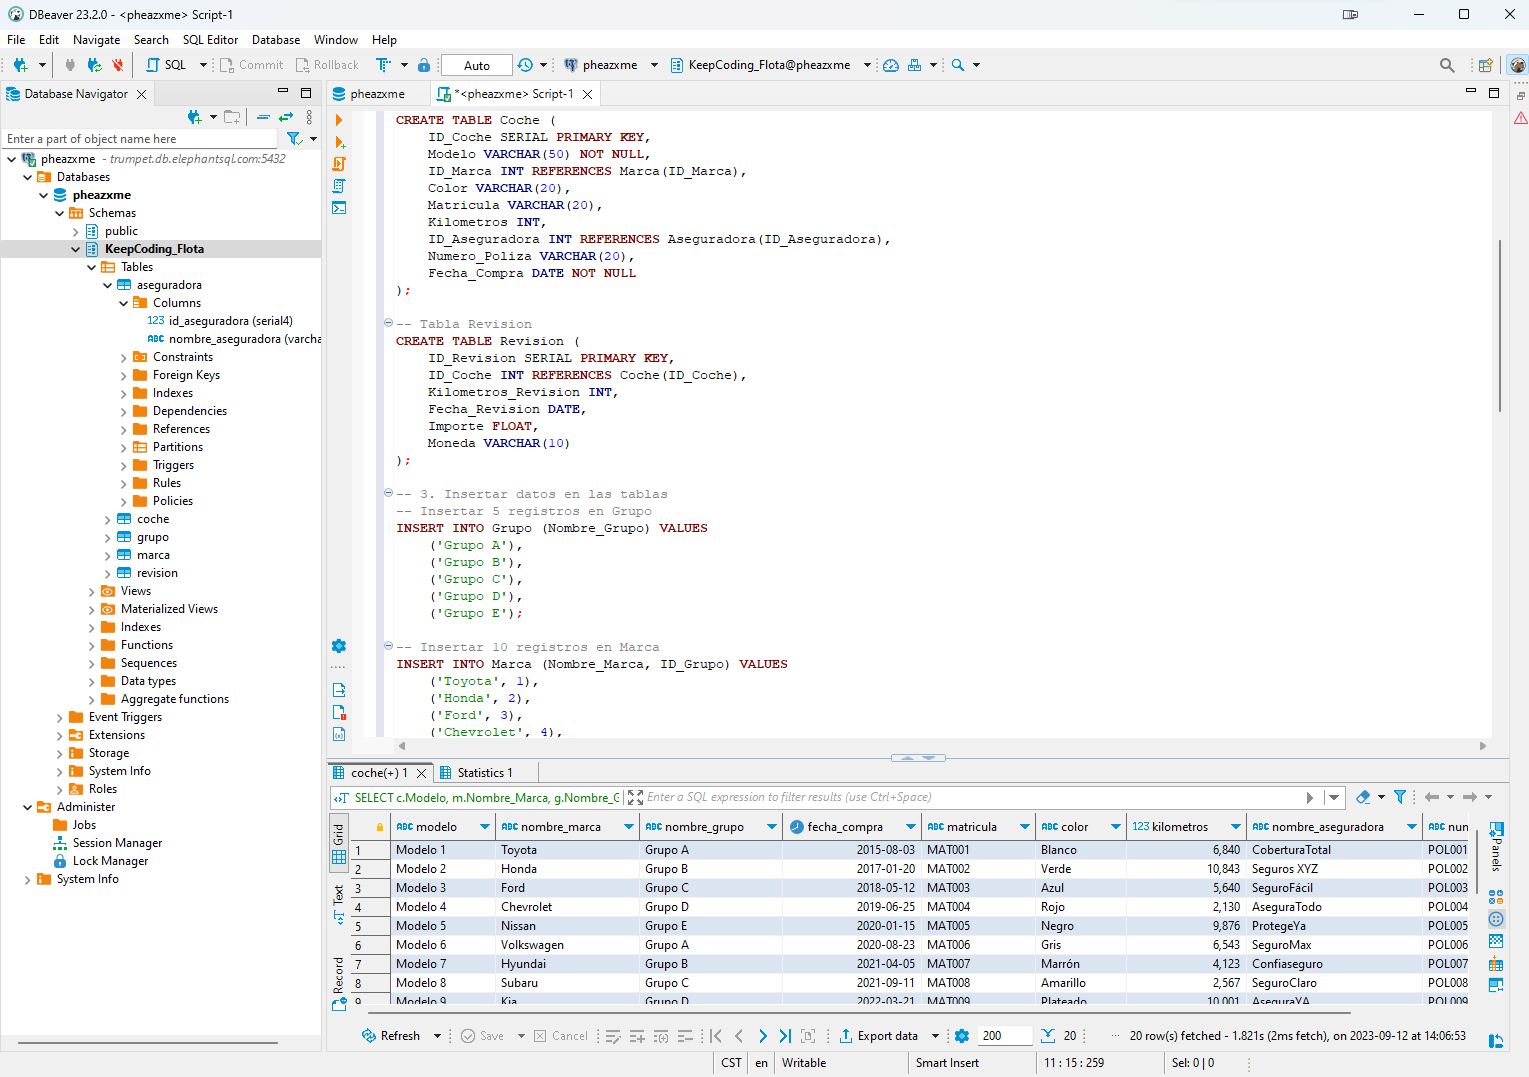 DBeaver 23.2.0 - <pheazxme> Script-1
File Edit Navigate Search SQL Editor Database Window Help
SQL Commit Rollback Auto pheazxme KeepCoding_Flota@pheazxme
Database Navigator
Enter a part of object name here
pheazxme - trumpet.db.elephantsql.com:5432
Databases
pheazxme
Schemas
public
KeepCoding_Flota
Tables
aseguradora
Columns
123 id_aseguradora (serial4)
ABC nombre_aseguradora (varcha
Constraints
Foreign Keys
Indexes
Dependencies
References
Partitions
Triggers
Rules
Policies
coche
grupo
marca
revision
Views
Materialized Views
Indexes
Functions
Sequences
Data types
Aggregate functions
Event Triggers
Extensions
Storage
System Info
Roles
Administer
Jobs
Session Manager
Lock Manager
System Info
pheazxme *<pheazxme> Script-1
CREATE TABLE Coche (
ID_Coche SERIAL PRIMARY KEY,
Modelo VARCHAR(50) NOT NULL,
ID_Marca INT REFERENCES Marca(ID_Marca),
Color VARCHAR(20),
Matricula VARCHAR(20),
Kilometros INT,
ID_Aseguradora INT REFERENCES Aseguradora(ID_Aseguradora),
Numero_Poliza VARCHAR(20),
Fecha_Compra DATE NOT NULL
);
-- Tabla Revision
CREATE TABLE Revision (
ID_Revision SERIAL PRIMARY KEY,
ID_Coche INT REFERENCES Coche(ID_Coche),
Kilometros_Revision INT,
Fecha_Revision DATE,
Importe FLOAT,
Moneda VARCHAR(10)
);
-- 3. Insertar datos en las tablas
-- Insertar 5 registros en Grupo
INSERT INTO Grupo (Nombre_Grupo) VALUES
('Grupo A'),
('Grupo B'),
('Grupo C'),
('Grupo D'),
('Grupo E');
-- Insertar 10 registros en Marca
INSERT INTO Marca (Nombre_Marca, ID_Grupo) VALUES
('Toyota', 1),
('Honda', 2),
('Ford', 3),
('Chevrolet', 4),
coche(+) 1 Statistics 1
SELECT c.Modelo, m.Nombre_Marca, g.Nombre_G Enter a SQL expression to filter results (use Ctrl+Space)
Grid
Text
Record
Panels
ABC modelo ABC nombre_marca ABC nombre_grupo fecha_compra ABC matricula ABC color 123 kilometros ABC nombre_aseguradora ABC num
1 Modelo 1 Toyota Grupo A 2015-08-03 MAT001 Blanco 6,840 CoberturaTotal POL001
2 Modelo 2 Honda Grupo B 2017-01-20 MAT002 Verde 10,843 Seguros XYZ POL002
3 Modelo 3 Ford Grupo C 2018-05-12 MAT003 Azul 5,640 SeguroFácil POL003
4 Modelo 4 Chevrolet Grupo D 2019-06-25 MAT004 Rojo 2,130 AseguraTodo POL004
5 Modelo 5 Nissan Grupo E 2020-01-15 MAT005 Negro 9,876 ProtegeYa POL005
6 Modelo 6 Volkswagen Grupo A 2020-08-23 MAT006 Gris 6,543 SeguroMax POL006
7 Modelo 7 Hyundai Grupo B 2021-04-05 MAT007 Marrón 4,123 Confiaseguro POL007
8 Modelo 8 Subaru Grupo C 2021-09-11 MAT008 Amarillo 2,567 SeguroClaro POL008
9 Modelo 9 Kia Grupo D 2022-03-21 MAT009 Plateado 10,001 AseguraYA POL009
Refresh Save Cancel Export data 200 20 20 row(s) fetched - 1.821s (2ms fetch), on 2023-09-12 at 14:06:53
CST en Writable Smart Insert 11 : 15 : 259 Sel: 0 | 0